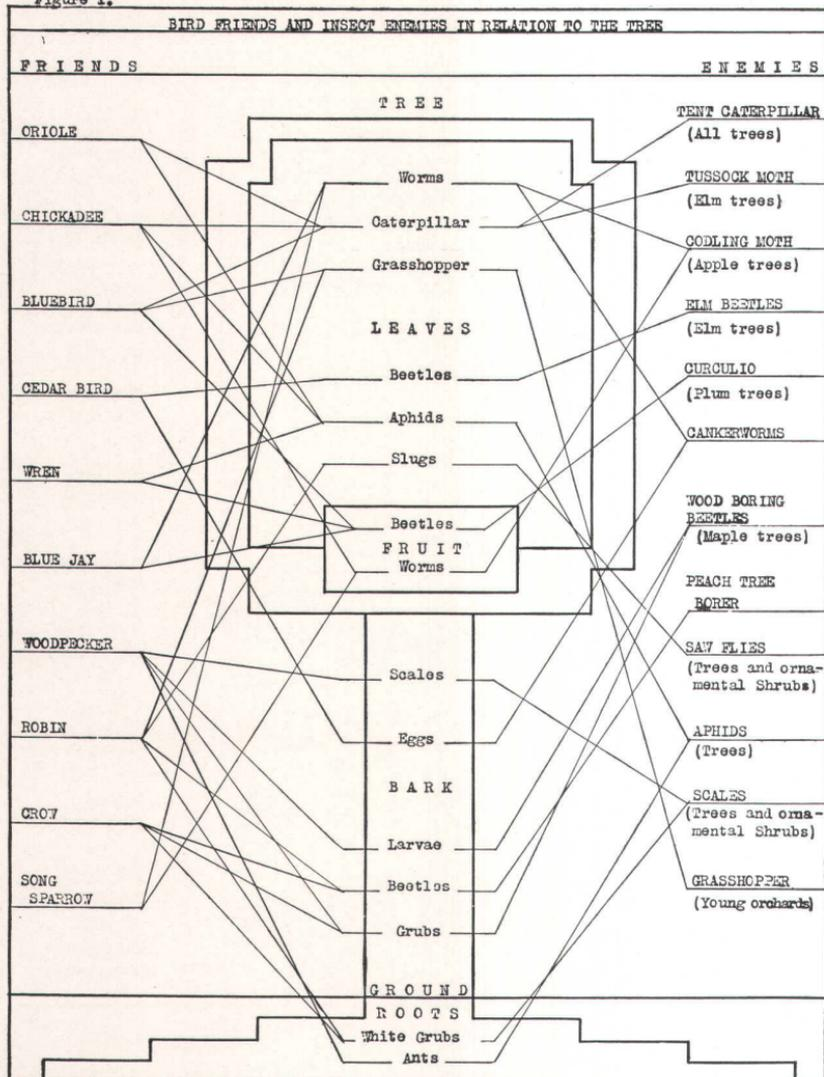 Figure 1.
BIRD FRIENDS AND INSECT ENEMIES IN RELATION TO THE TREE
FRIENDS
ENEMIES
TREE
ORIOLE
CHICKADEE
BLUEBIRD
CEDAR BIRD
WREN
BLUE JAY
WOODPECKER
ROBIN
CROW
SONG
SPARROW
Worms
Caterpillar
Grasshopper
LEAVES
Beetles
Aphids
Slugs
Beetles
FRUIT
Worms
Scales
Eggs
BARK
Larvae
Beetles
Grubs
GROUND
ROOTS
White Grubs
Ants
TENT CATERPILLAR
(All trees)
TUSSOCK MOTH
(Elm trees)
CODLING MOTH
(Apple trees)
ELM BEETLES
(Elm trees)
CURCULIO
(Plum trees)
CANKERWORMS
WOOD BORING
BEETLES
(Maple trees)
PEACH TREE
BORER
SAW FLIES
(Trees and orna-
mental Shrubs)
APHIDS
(Trees)
SCALES
(Trees and orna-
mental Shrubs)
GRASSHOPPER
(Young orchards)